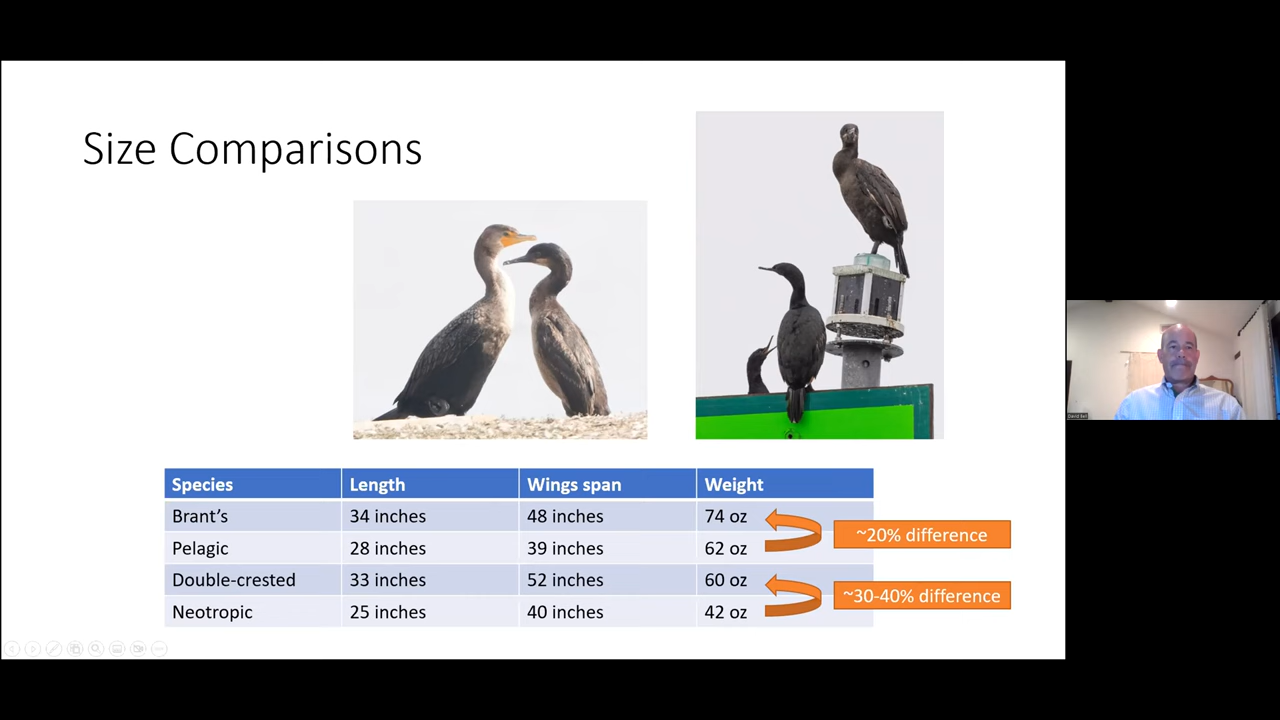 Size Comparisons
Species Length Wings span Weight
Brant’s 34 inches 48 inches 74 oz
~20% difference
Pelagic 28 inches 39 inches 62 oz
Double-crested 33 inches 52 inches 60 oz
~30-40% difference
Neotropic 25 inches 40 inches 42 oz
David Bell